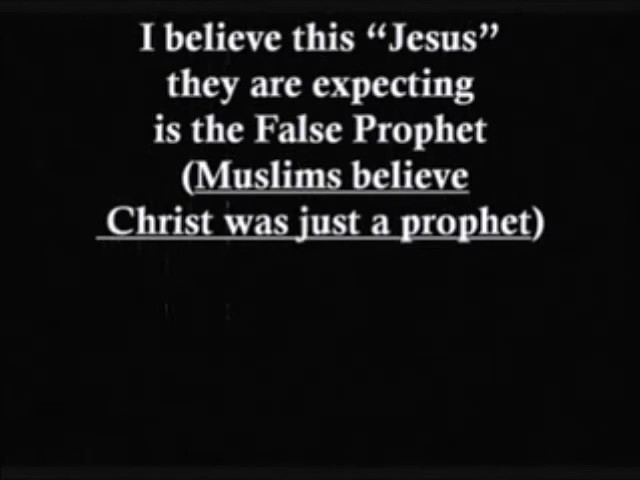 I believe this “Jesus”
they are expecting
is the False Prophet
(Muslims believe
Christ was just a prophet)